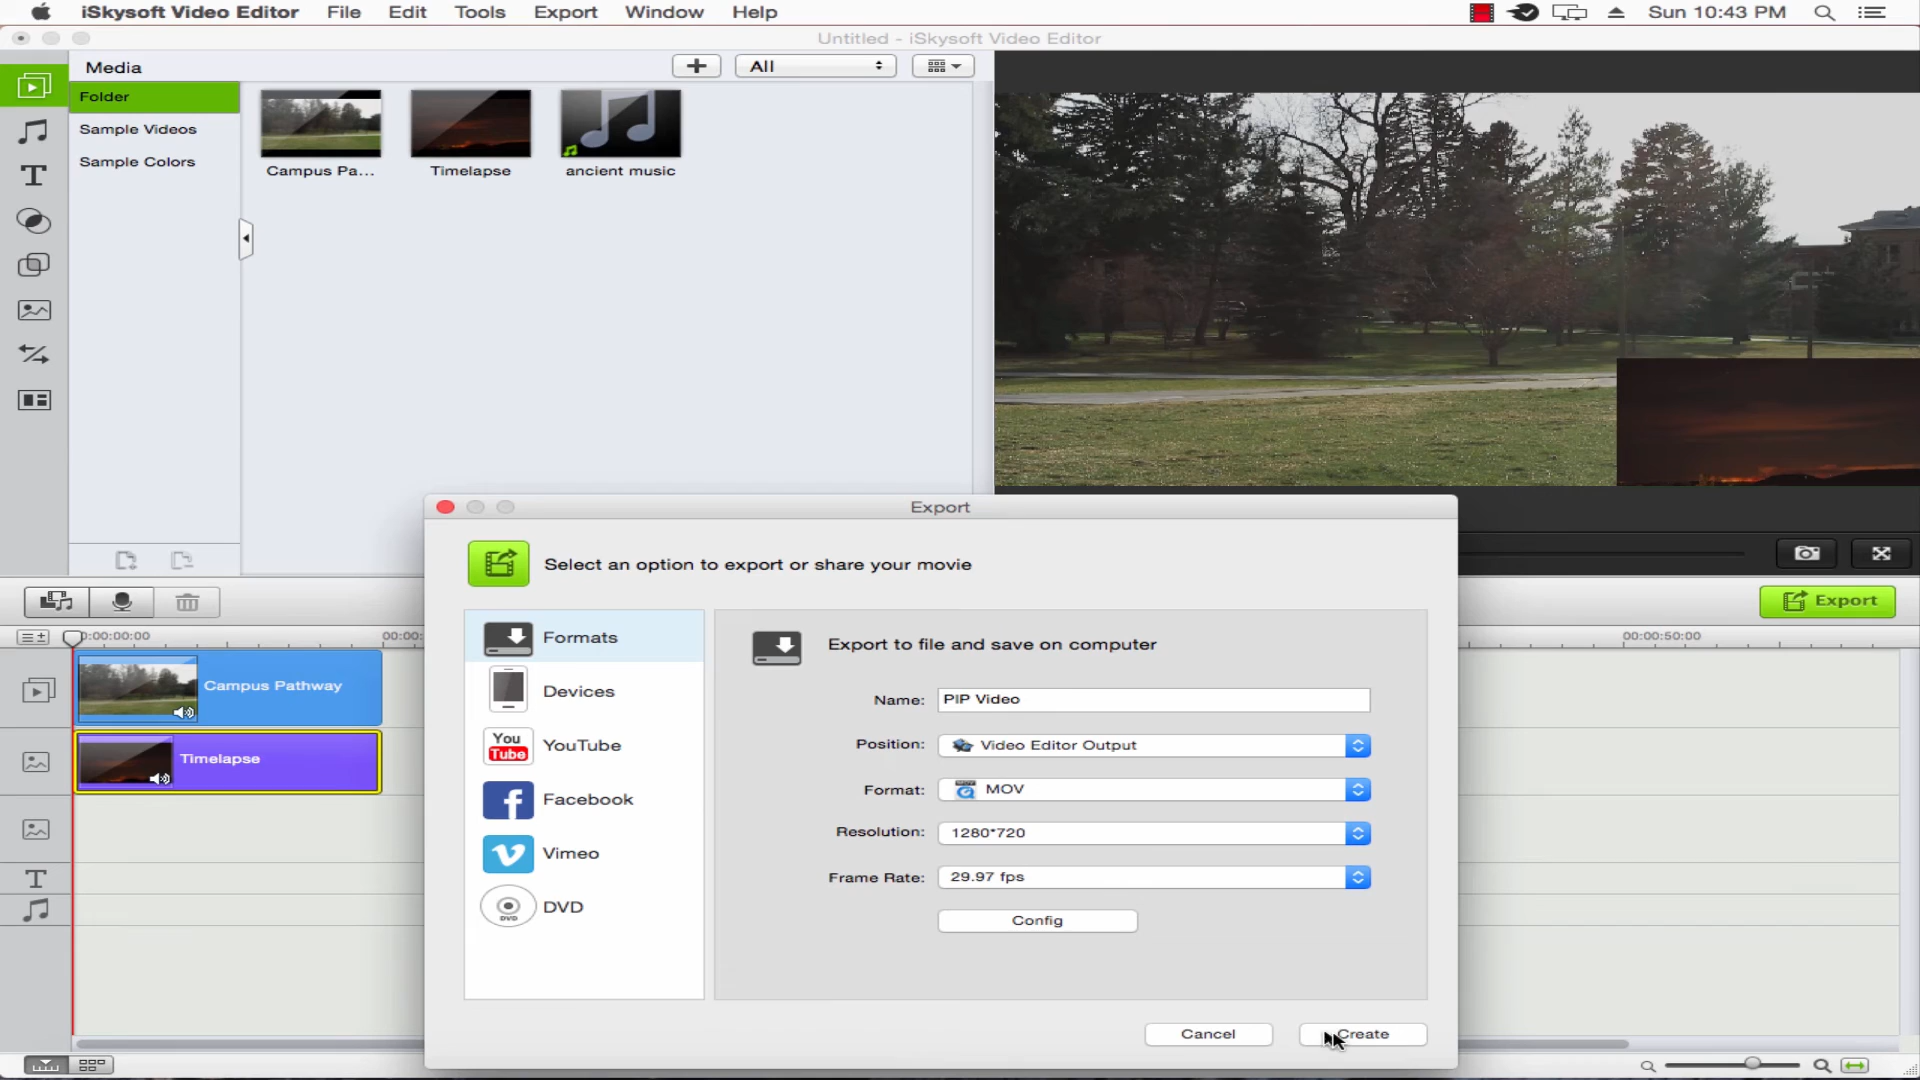 iSkysoft Video Editor File Edit Tools Export Window Help Sun 10:43 PM
Untitled - iSkysoft Video Editor
Media All
Folder
Sample Videos
Sample Colors
Campus Pa... Timelapse ancient music
Export
Select an option to export or share your movie
Export
00:00:00:00 00:00: 00:00:50:00
Formats
Devices
You Tube YouTube
Facebook
Vimeo
DVD DVD
Export to file and save on computer
Name: PIP Video
Position: Video Editor Output
Format: MOV
Resolution: 1280*720
Frame Rate: 29.97 fps
Config
Cancel Create
Campus Pathway
Timelapse